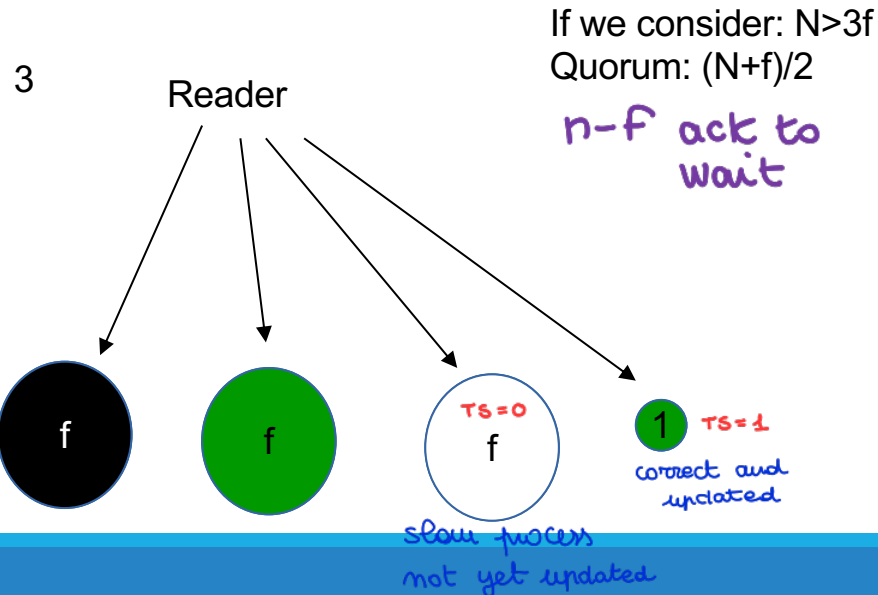 If we consider: N>3f
Quorum: (N+f)/2
3
Reader
n-f ack to
wait
f
f
TS=0
f
1 TS=1
correct and
updated
slow process
not yet updated